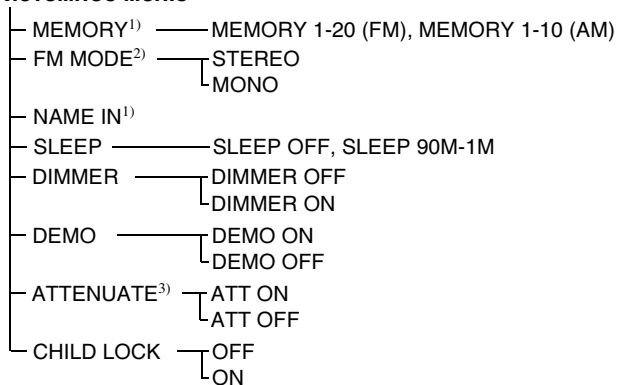 MEMORY1) MEMORY 1-20 (FM), MEMORY 1-10 (AM)
FM MODE2) STEREO
MONO
NAME IN1)
SLEEP SLEEP OFF, SLEEP 90M-1M
DIMMER DIMMER OFF
DIMMER ON
DEMO DEMO ON
DEMO OFF
ATTENUATE3) ATT ON
ATT OFF
CHILD LOCK OFF
ON